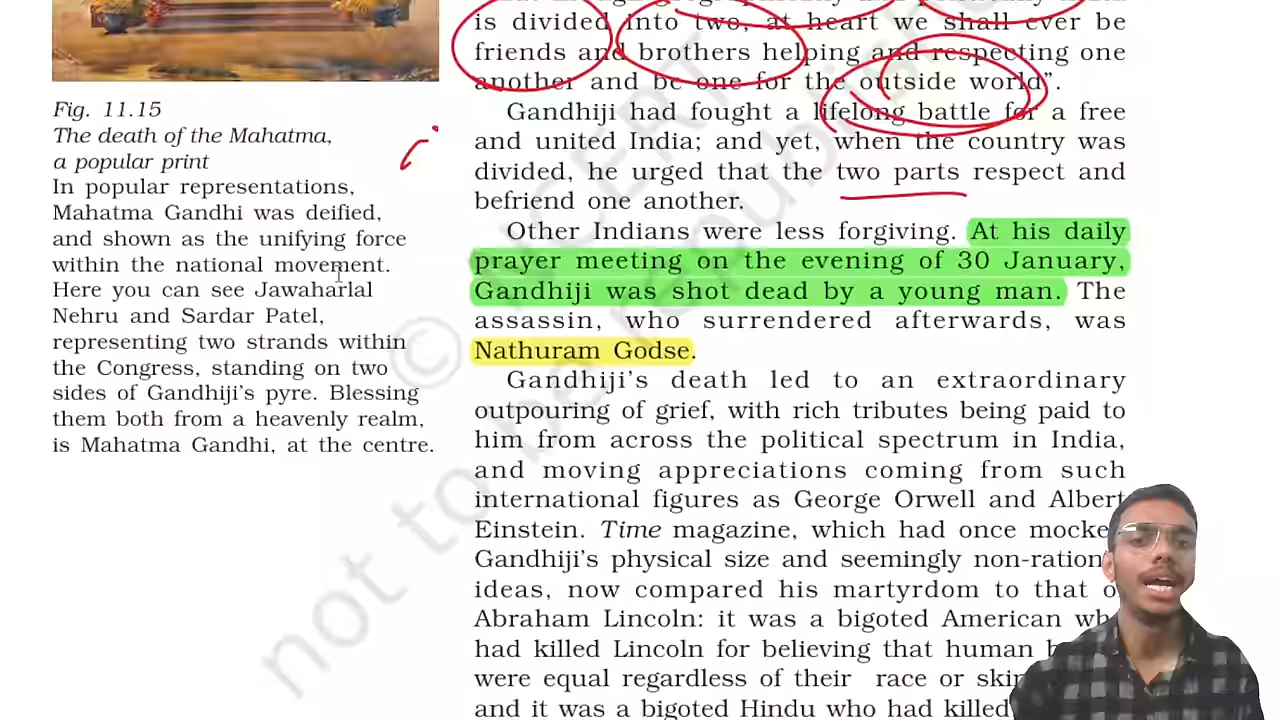 is divided into two, at heart we shall ever be
friends and brothers helping and respecting one
another and be one for the outside world”.
Gandhiji had fought a lifelong battle for a free
and united India; and yet, when the country was
divided, he urged that the two parts respect and
befriend one another.
Other Indians were less forgiving. At his daily
prayer meeting on the evening of 30 January,
Gandhiji was shot dead by a young man. The
assassin, who surrendered afterwards, was
Nathuram Godse.
Gandhiji’s death led to an extraordinary
outpouring of grief, with rich tributes being paid to
him from across the political spectrum in India,
and moving appreciations coming from such
international figures as George Orwell and Albert
Einstein. Time magazine, which had once
Gandhiji’s physical size and seemingly
ideas, now compared his martyrdom to that
Abraham Lincoln: it was a bigoted American
had killed Lincoln for believing that human
were equal regardless of their race or
and it was a bigoted Hindu who had killed
Fig. 11.15
The death of the Mahatma,
a popular print
In popular representations,
Mahatma Gandhi was deified,
and shown as the unifying force
within the national movement.
Here you can see Jawaharlal
Nehru and Sardar Patel,
representing two strands within
the Congress, standing on two
sides of Gandhiji’s pyre. Blessing
them both from a heavenly realm,
is Mahatma Gandhi, at the centre.
© NCERT
not to be republished